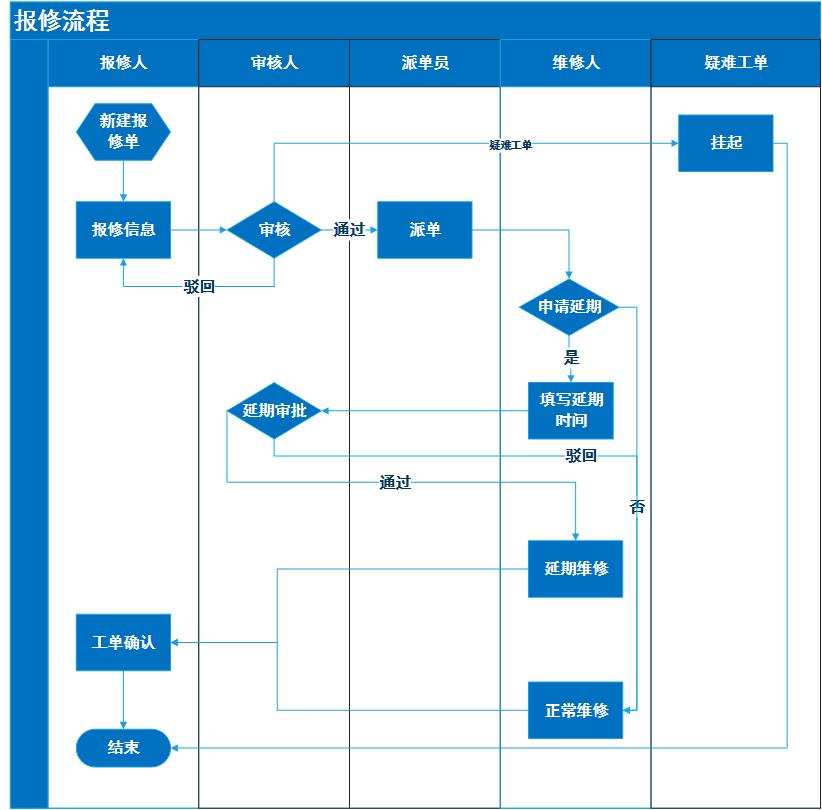 报修流程
报修人
审核人
派单员
维修人
疑难工单
新建报
修单
疑难工单
挂起
报修信息
审核
通过
派单
驳回
申请延期
是
延期审批
填写延期
时间
驳回
通过
否
延期维修
工单确认
正常维修
结束